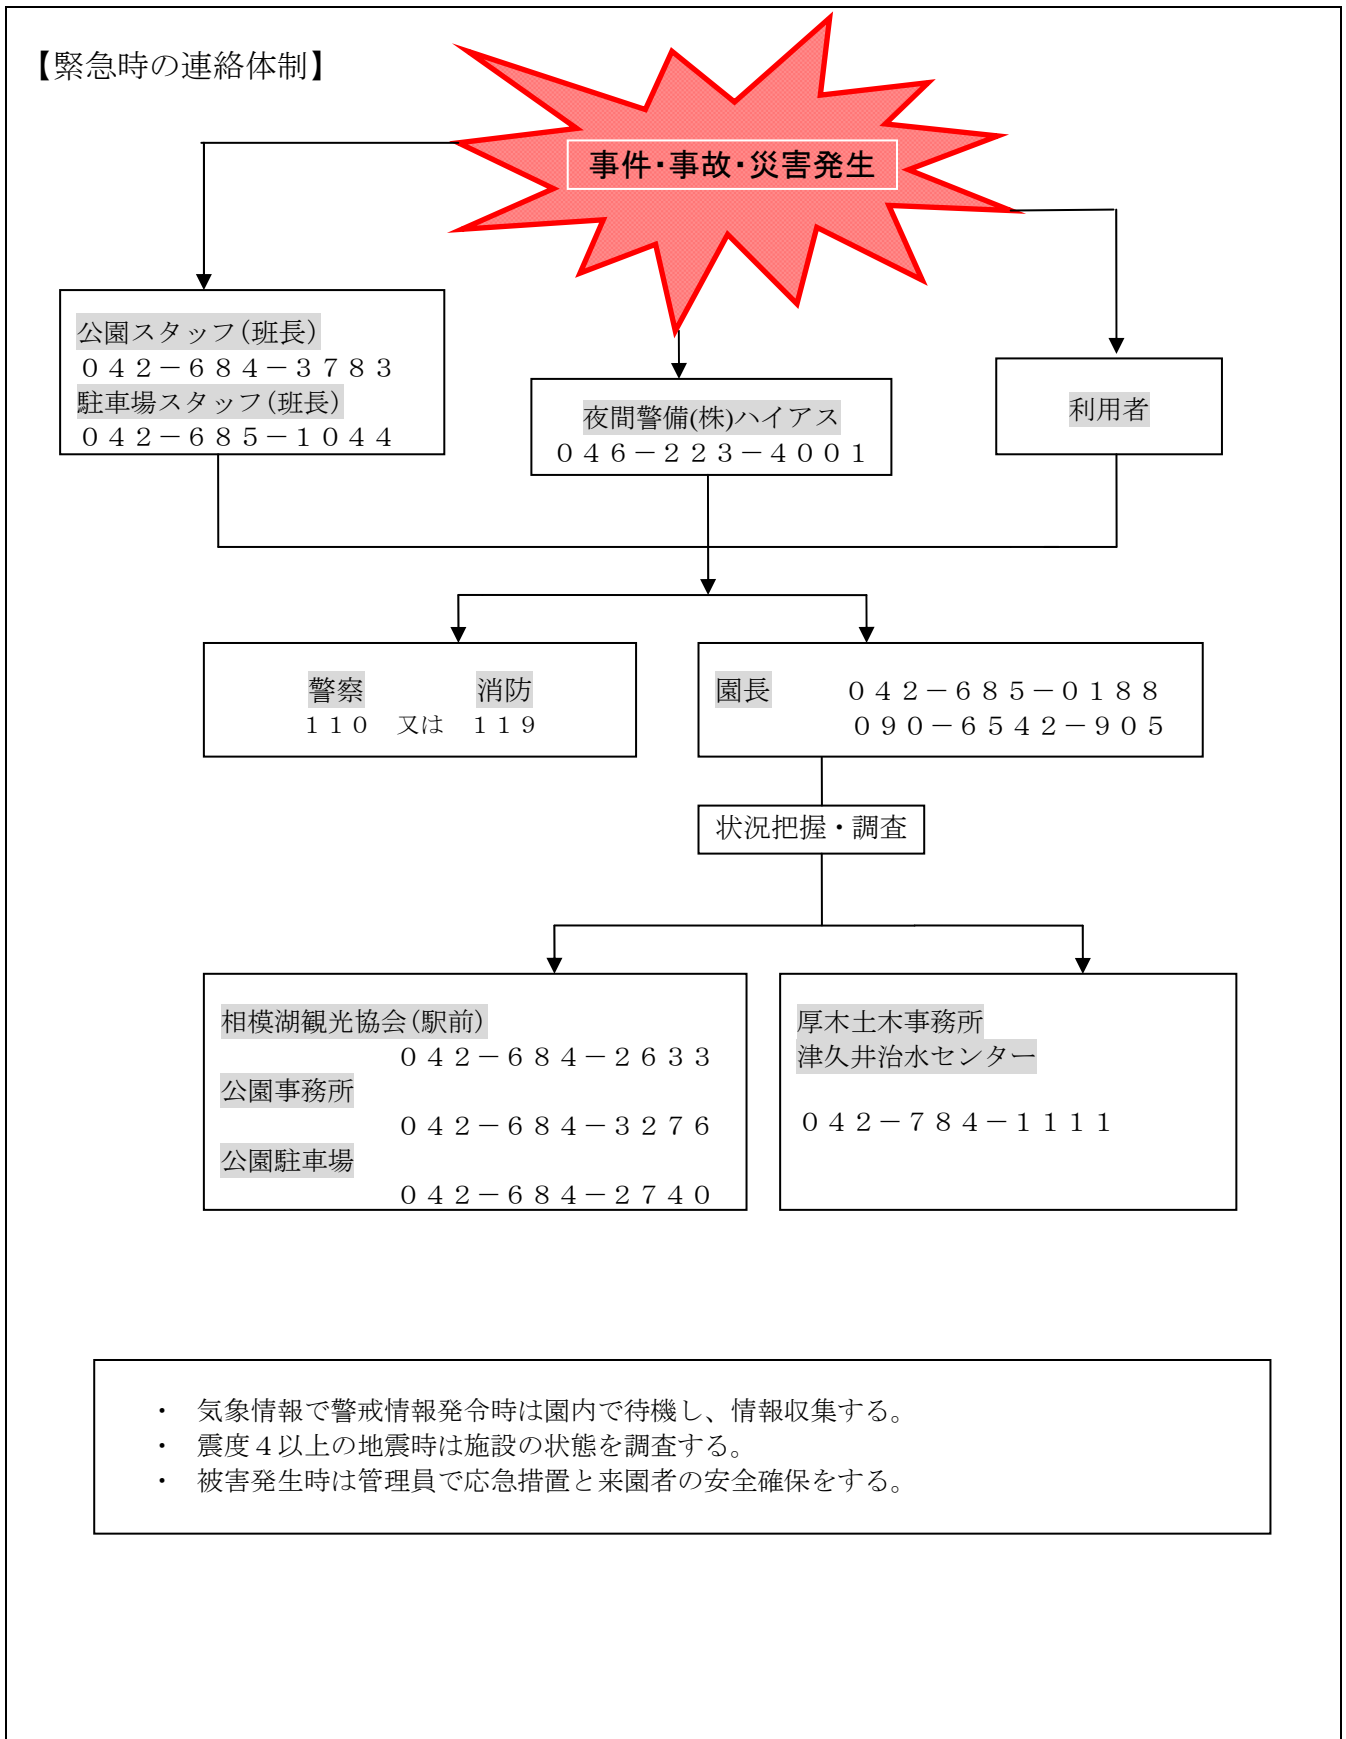 【緊急時の連絡体制】
事件・事故・災害発生
公園スタッフ(班長)
０４２－６８４－３７８３
駐車場スタッフ(班長)
０４２－６８５－１０４４
夜間警備(株)ハイアス
０４６－２２３－４００１
利用者
警察　消防
１１０　又は　１１９
園長　０４２－６８５－０１８８
０９０－６５４２－９０５
状況把握・調査
相模湖観光協会(駅前)
０４２－６８４－２６３３
公園事務所
０４２－６８４－３２７６
公園駐車場
０４２－６８４－２７４０
厚木土木事務所
津久井治水センター
０４２－７８４－１１１１
・　気象情報で警戒情報発令時は園内で待機し、情報収集する。
・　震度４以上の地震時は施設の状態を調査する。
・　被害発生時は管理員で応急措置と来園者の安全確保をする。